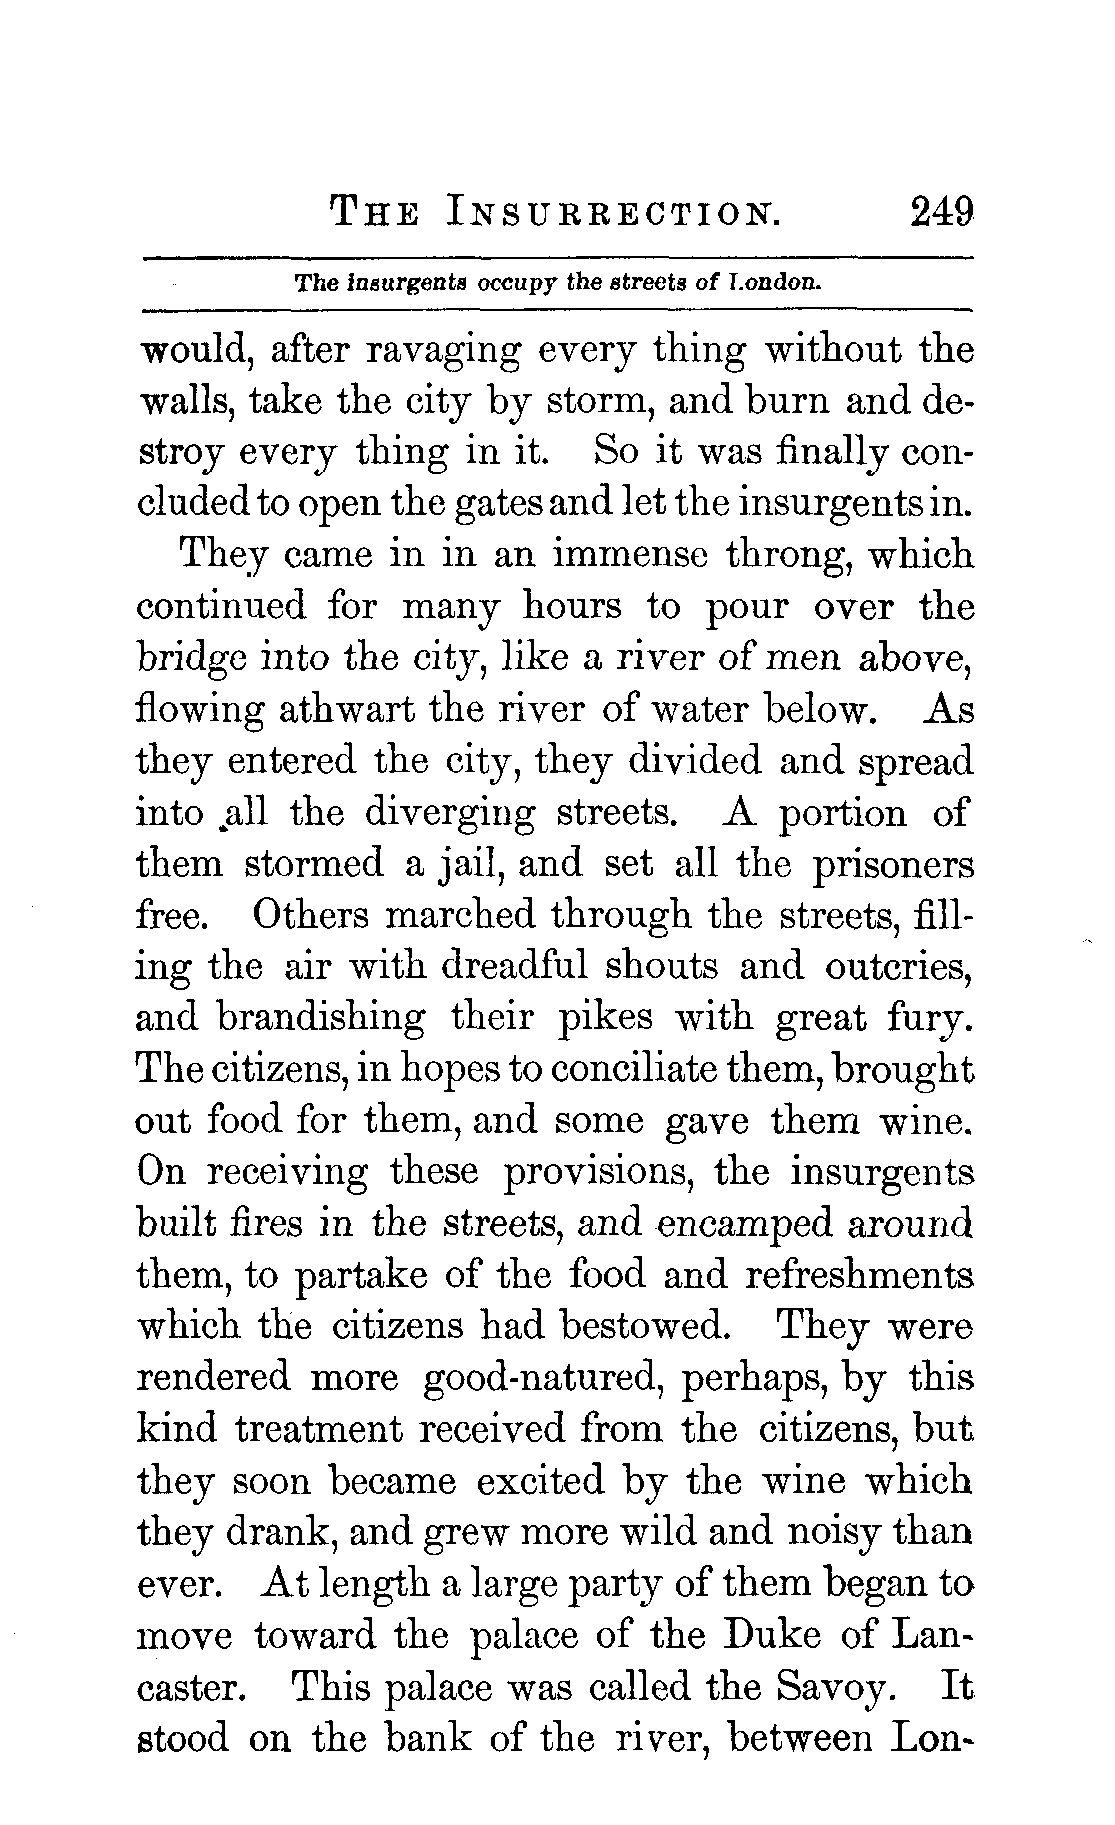 THE INSURRECTION. 249
The insurgents occupy the streets of London.
would, after ravaging every thing without the
walls, take the city by storm, and burn and de-
stroy every thing in it. So it was finally con-
cluded to open the gates and let the insurgents in.
They came in in an immense throng, which
continued for many hours to pour over the
bridge into the city, like a river of men above,
flowing athwart the river of water below. As
they entered the city, they divided and spread
into all the diverging streets. A portion of
them stormed a jail, and set all the prisoners
free. Others marched through the streets, fill-
ing the air with dreadful shouts and outcries,
and brandishing their pikes with great fury.
The citizens, in hopes to conciliate them, brought
out food for them, and some gave them wine.
On receiving these provisions, the insurgents
built fires in the streets, and encamped around
them, to partake of the food and refreshments
which the citizens had bestowed. They were
rendered more good-natured, perhaps, by this
kind treatment received from the citizens, but
they soon became excited by the wine which
they drank, and grew more wild and noisy than
ever. At length a large party of them began to
move toward the palace of the Duke of Lan-
caster. This palace was called the Savoy. It
stood on the bank of the river, between Lon-